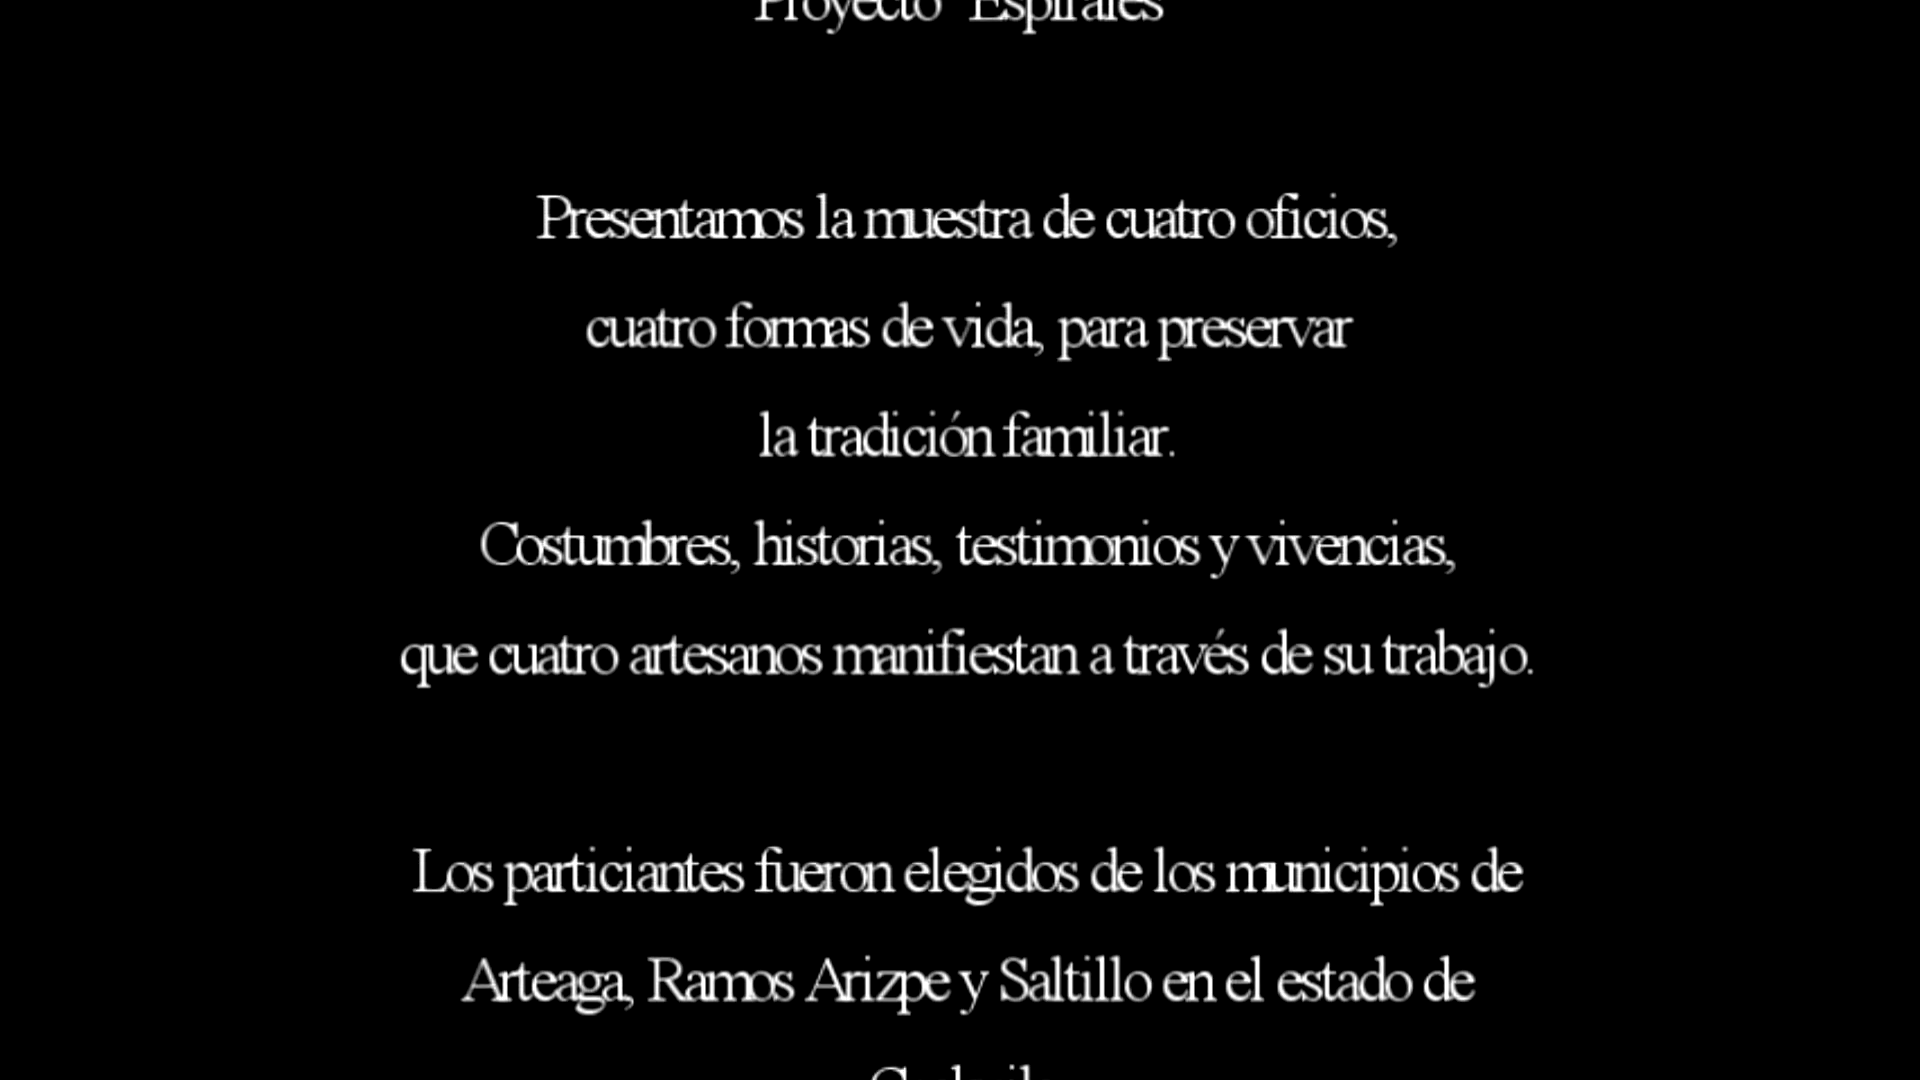 Proyecto Espirales
Presentamos la muestra de cuatro oficios,
cuatro formas de vida, para preservar
la tradición familiar.
Costumbres, historias, testimonios y vivencias,
que cuatro artesanos manifiestan a través de su trabajo.
Los particiantes fueron elegidos de los municipios de
Arteaga, Ramos Arizpe y Saltillo en el estado de